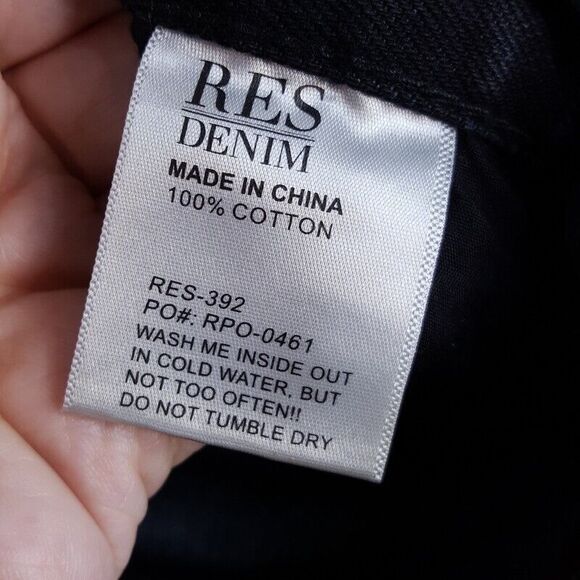 RES
DENIM
MADE IN CHINA
100% COTTON
RES-392
PO#: RPO-0461
WASH ME INSIDE OUT
IN COLD WATER, BUT
NOT TOO OFTEN!!
DO NOT TUMBLE DRY